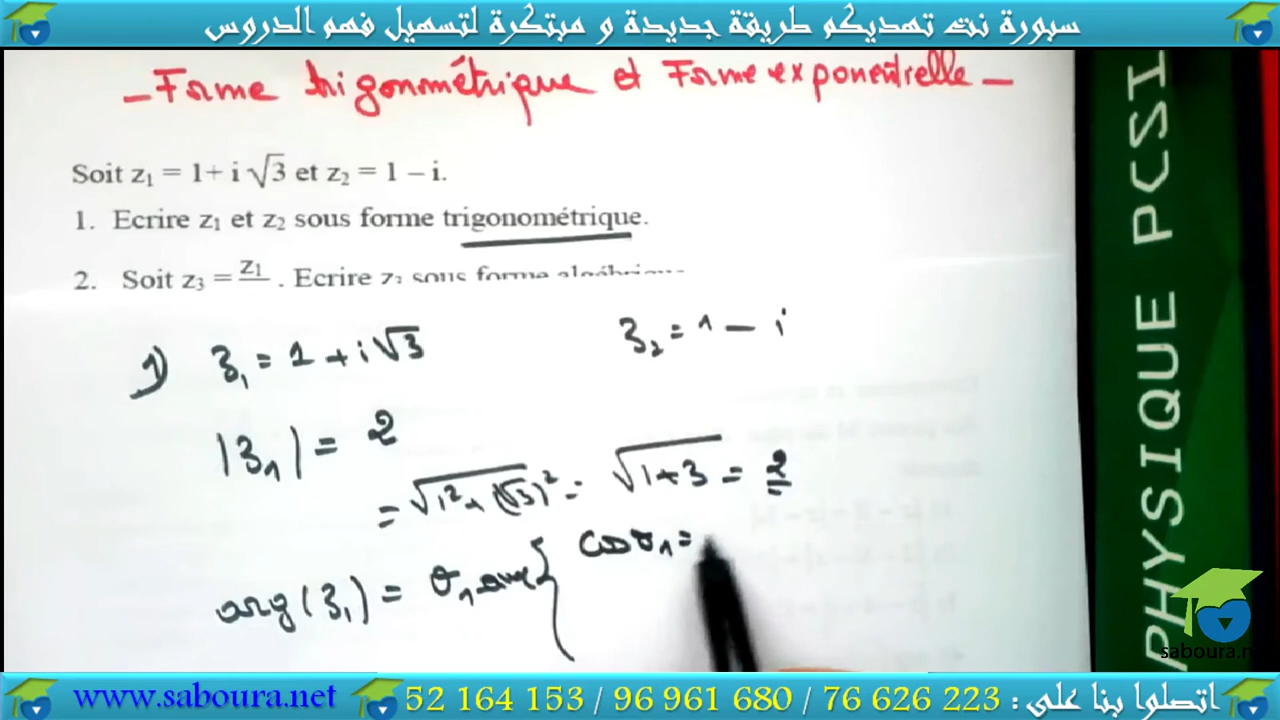 سبورة نت تهديكم طريقة جديدة و مبتكرة لتسهيل فهم الدروس
_ Forme trigonométrique et Forme exponentielle _
Soit z₁ = 1+ i √3 et z₂ = 1 – i.
1. Ecrire z₁ et z₂ sous forme trigonométrique.
2. Soit z₃ = z₁ . Ecrire z₃ sous forme
1) z₁ = 1 + i√3
z₂ = 1 – i
|z₁| = 2
= √(1² + (√3)²) = √(1+3) = 2
arg(z₁) = θ₁ avec { cos θ₁ =
PHYSIQUE PCSI
saboura.n
www.saboura.net
52 164 153 / 96 961 680 / 76 626 223 : اتصلوا بنا على